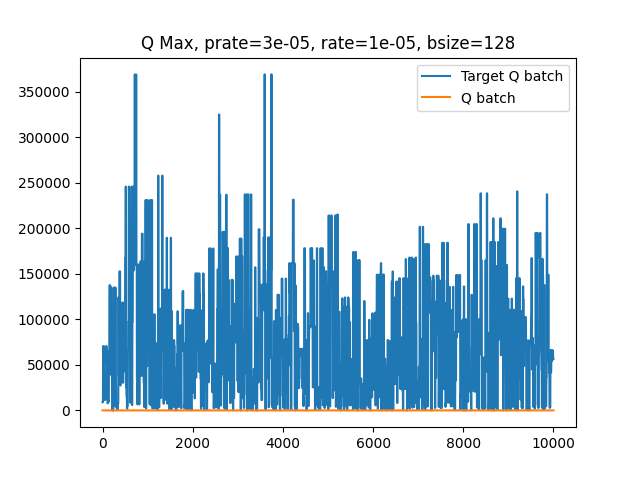 Q Max, prate=3e-05, rate=1e-05, bsize=128
Target Q batch
Q batch
350000
300000
250000
200000
150000
100000
50000
0
0 2000 4000 6000 8000 10000